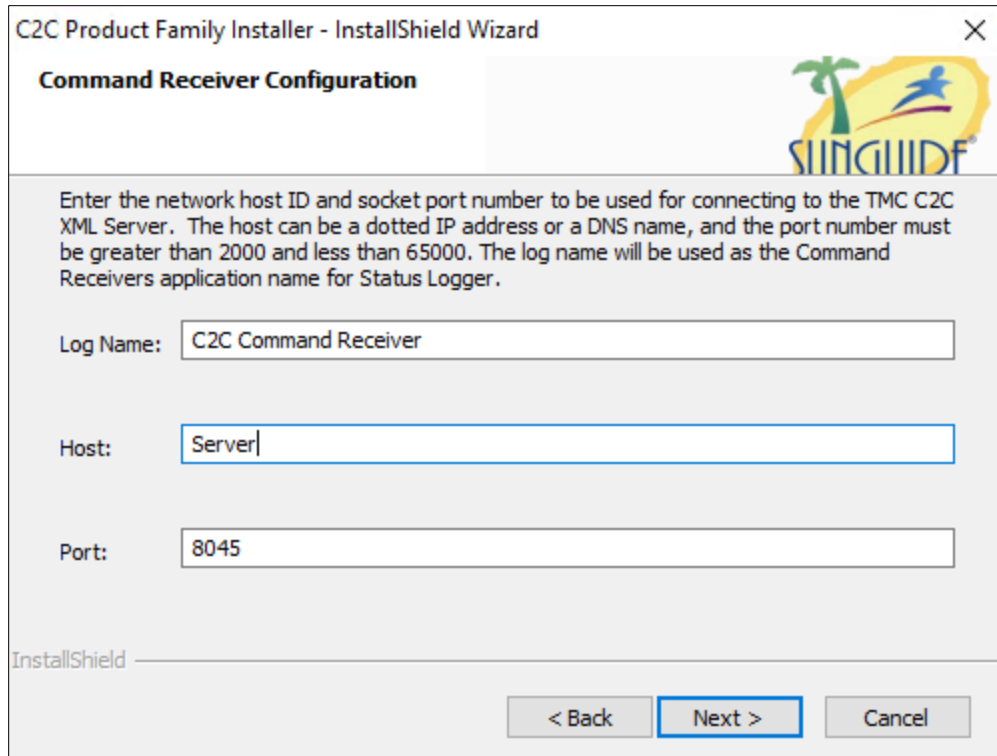 C2C Product Family Installer - InstallShield Wizard
Command Receiver Configuration
SUNGUIDE®
Enter the network host ID and socket port number to be used for connecting to the TMC C2C
XML Server.  The host can be a dotted IP address or a DNS name, and the port number must
be greater than 2000 and less than 65000. The log name will be used as the Command
Receivers application name for Status Logger.
Log Name: C2C Command Receiver
Host: Server
Port: 8045
InstallShield
< Back Next > Cancel